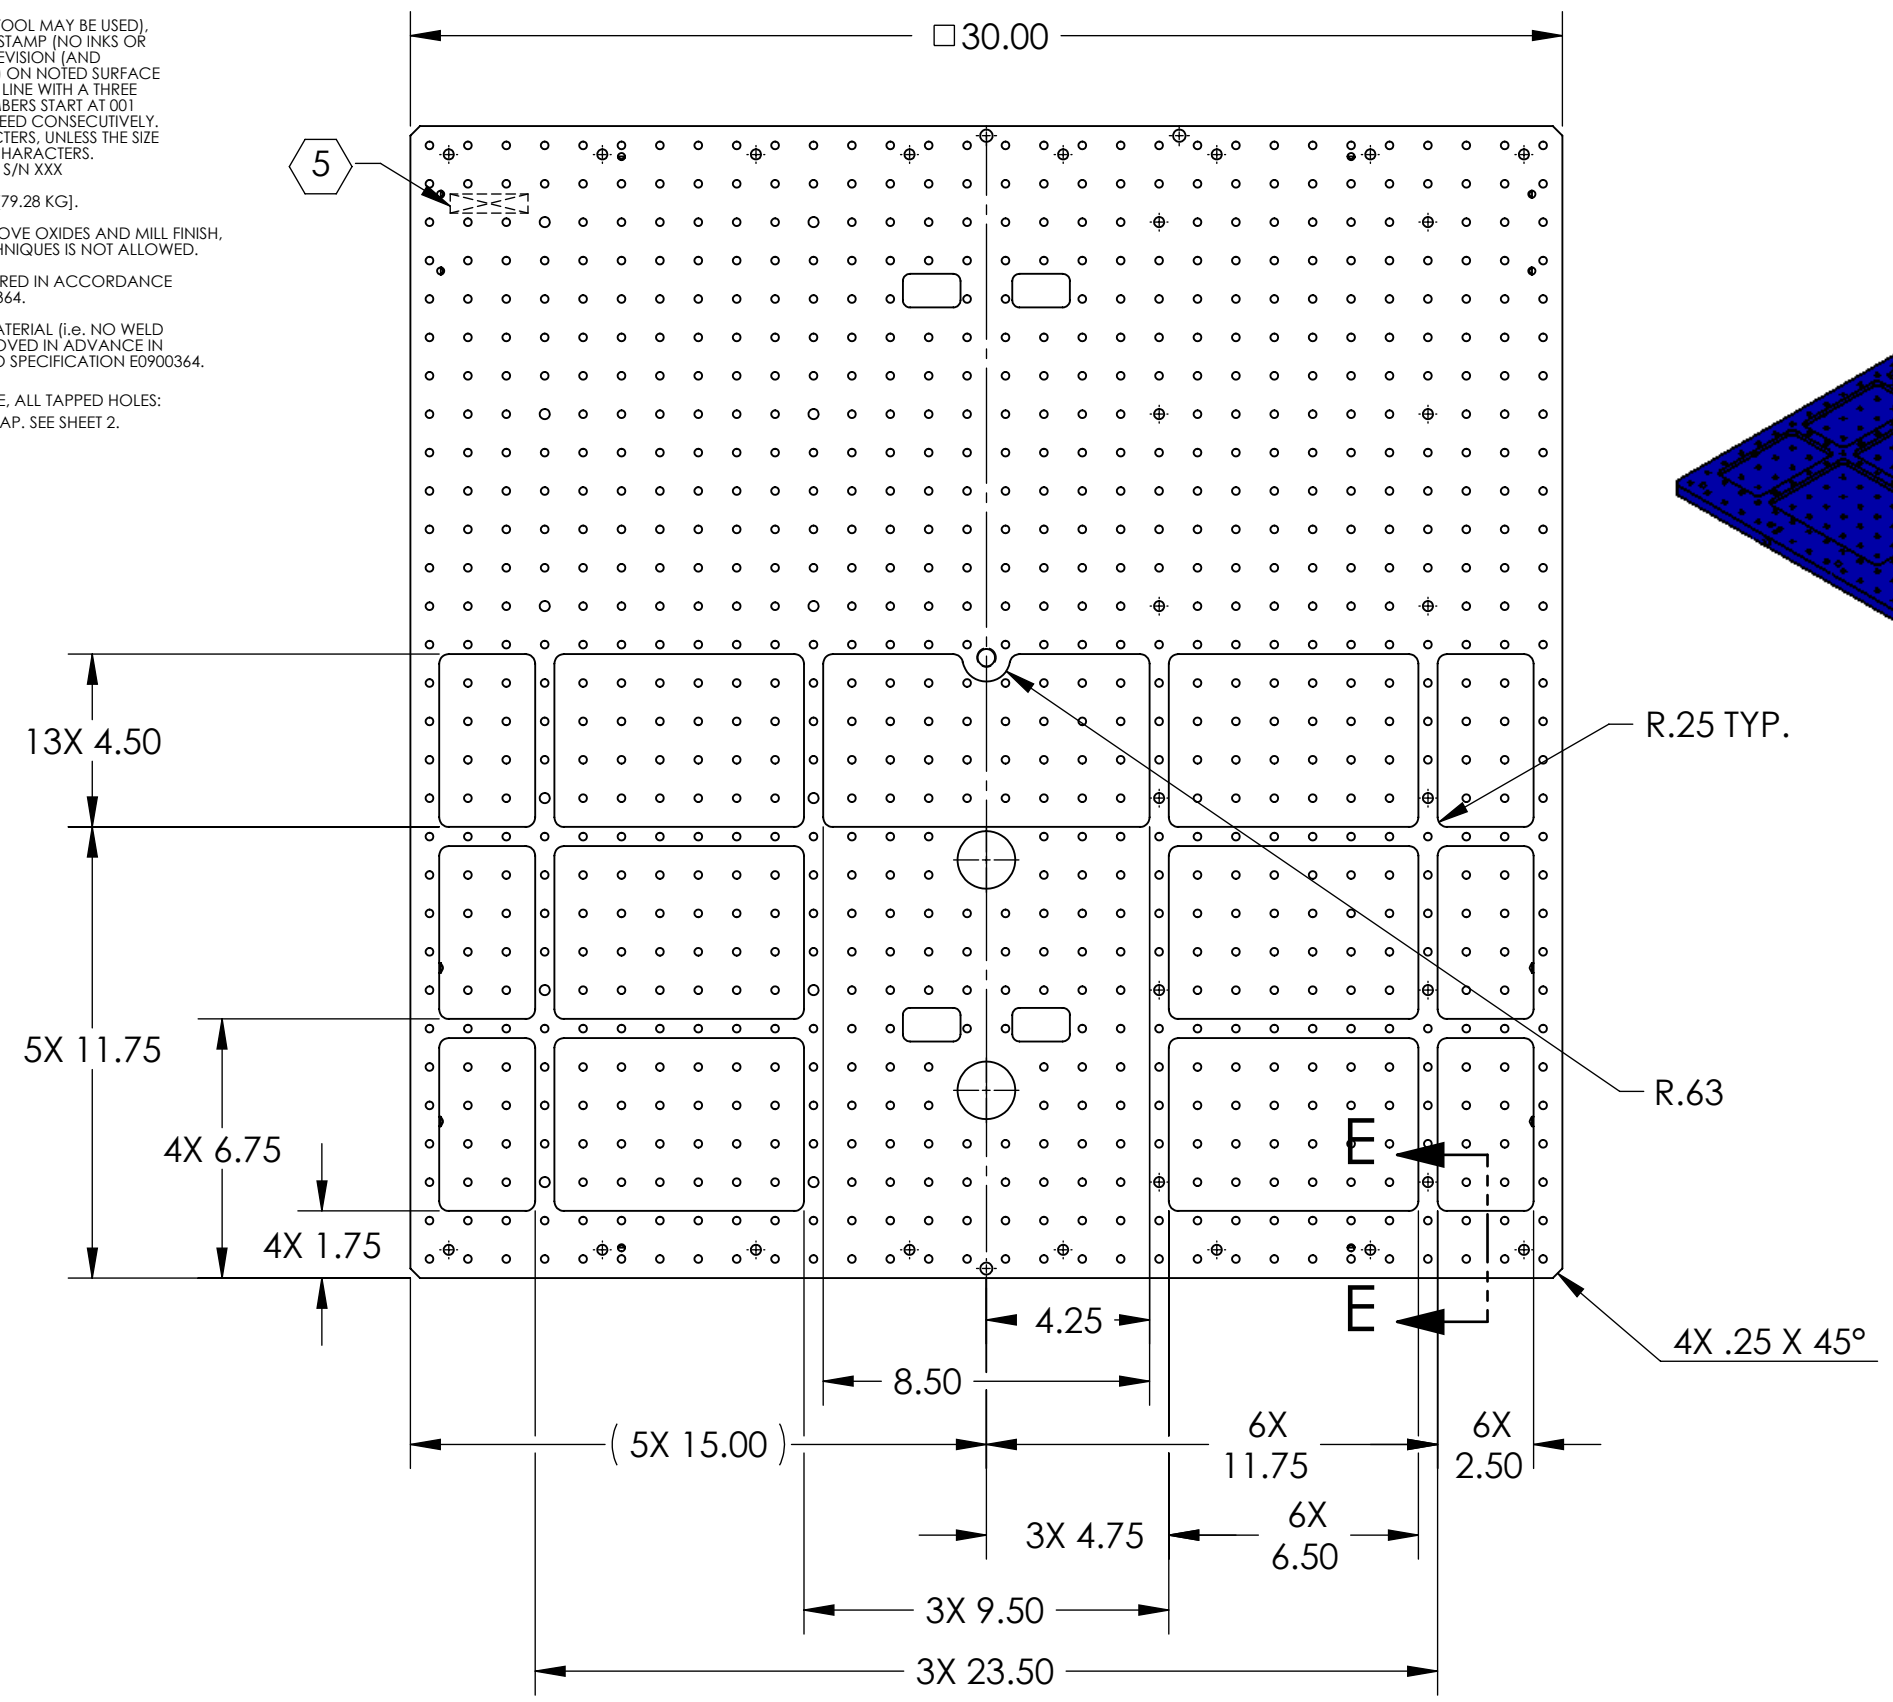 TOOL MAY BE USED),
STAMP (NO INKS OR
EVISION (AND
ON NOTED SURFACE
LINE WITH A THREE
BERS START AT 001
EED CONSECUTIVELY.
CTERS, UNLESS THE SIZE
HARACTERS.
S/N XXX
79.28 KG].
OVE OXIDES AND MILL FINISH,
HNIQUES IS NOT ALLOWED.
RED IN ACCORDANCE
364.
ATERIAL (i.e. NO WELD
OVED IN ADVANCE IN
O SPECIFICATION E0900364.
E, ALL TAPPED HOLES:
AP. SEE SHEET 2.
□30.00
5
13X 4.50
R.25 TYP.
5X 11.75
R.63
4X 6.75
E
4X 1.75
E
4.25
4X .25 X 45°
8.50
( 5X 15.00 )
6X
11.75
6X
2.50
3X 4.75
6X
6.50
3X 9.50
3X 23.50